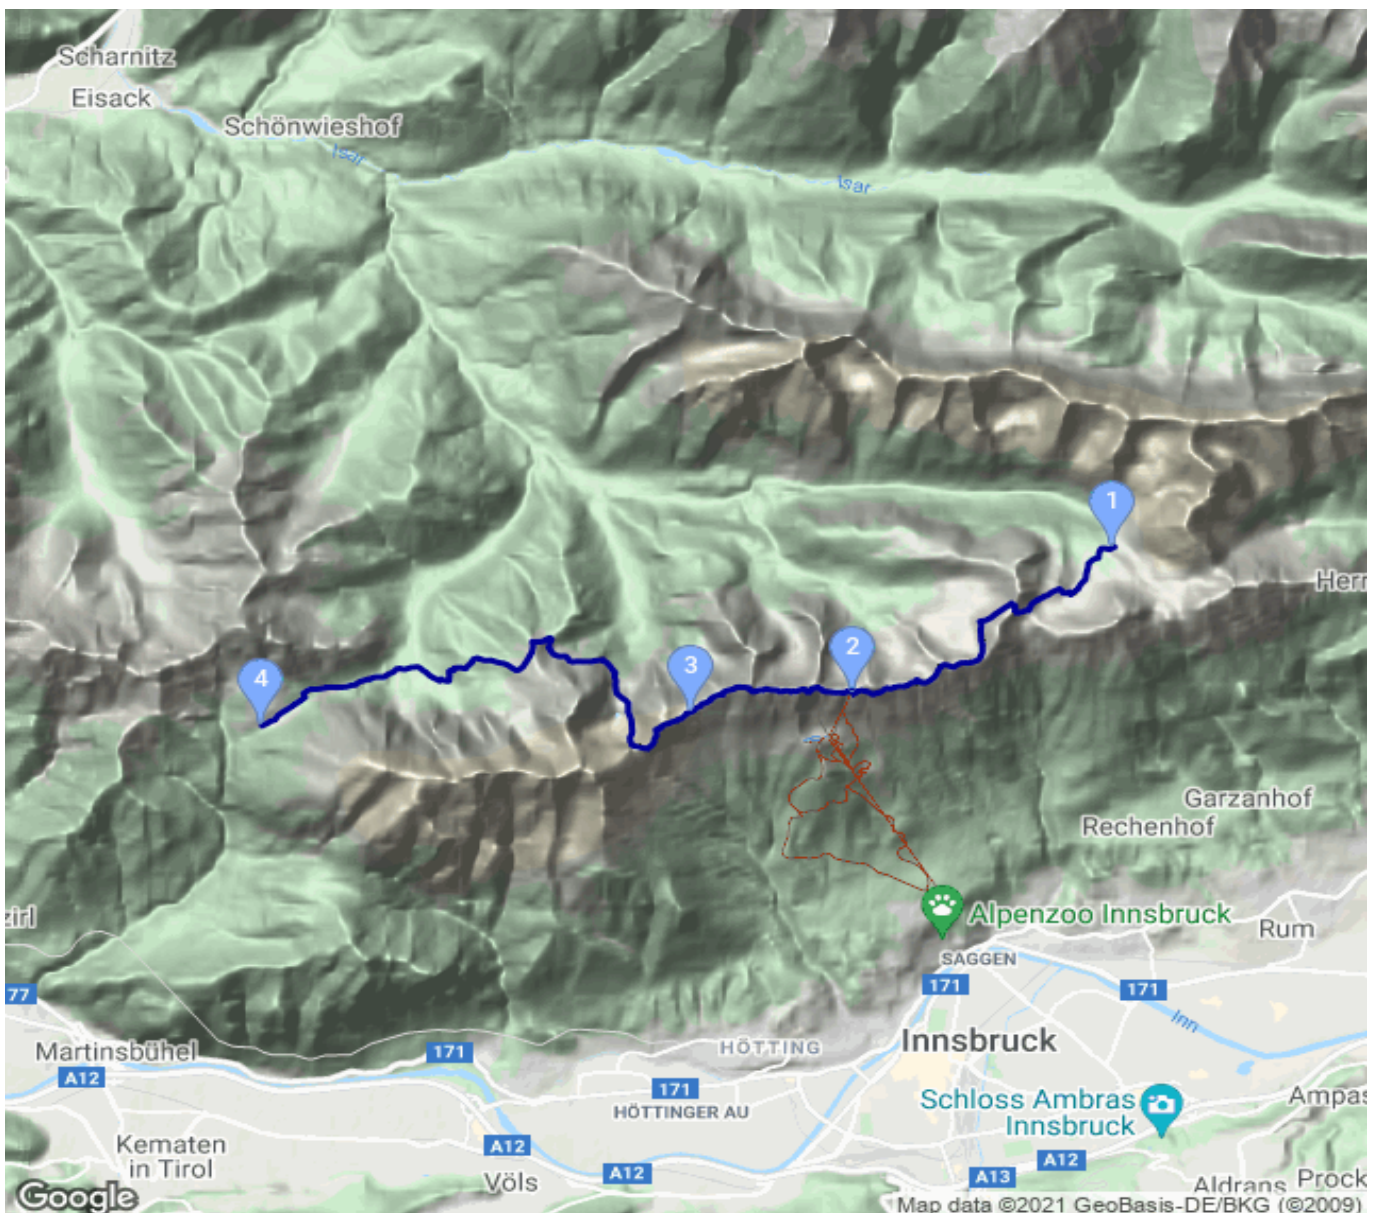 Scharnitz
Eisack
Schönwieshof
Isar
Isar
1
Herr
2
3
4
Garzanhof
Rechenhof
zirl
Alpenzoo Innsbruck
Rum
SAGGEN
171
171
77
Inn
Innsbruck
HÖTTING
Martinsbühel
171
A12
171
HÖTTINGER AU
Schloss Ambras
Innsbruck
Ampas
Kematen
in Tirol
A12
Völs
A12
A12
A13
Aldrans
Prock
Google
Map data ©2021 GeoBasis-DE/BKG (©2009)